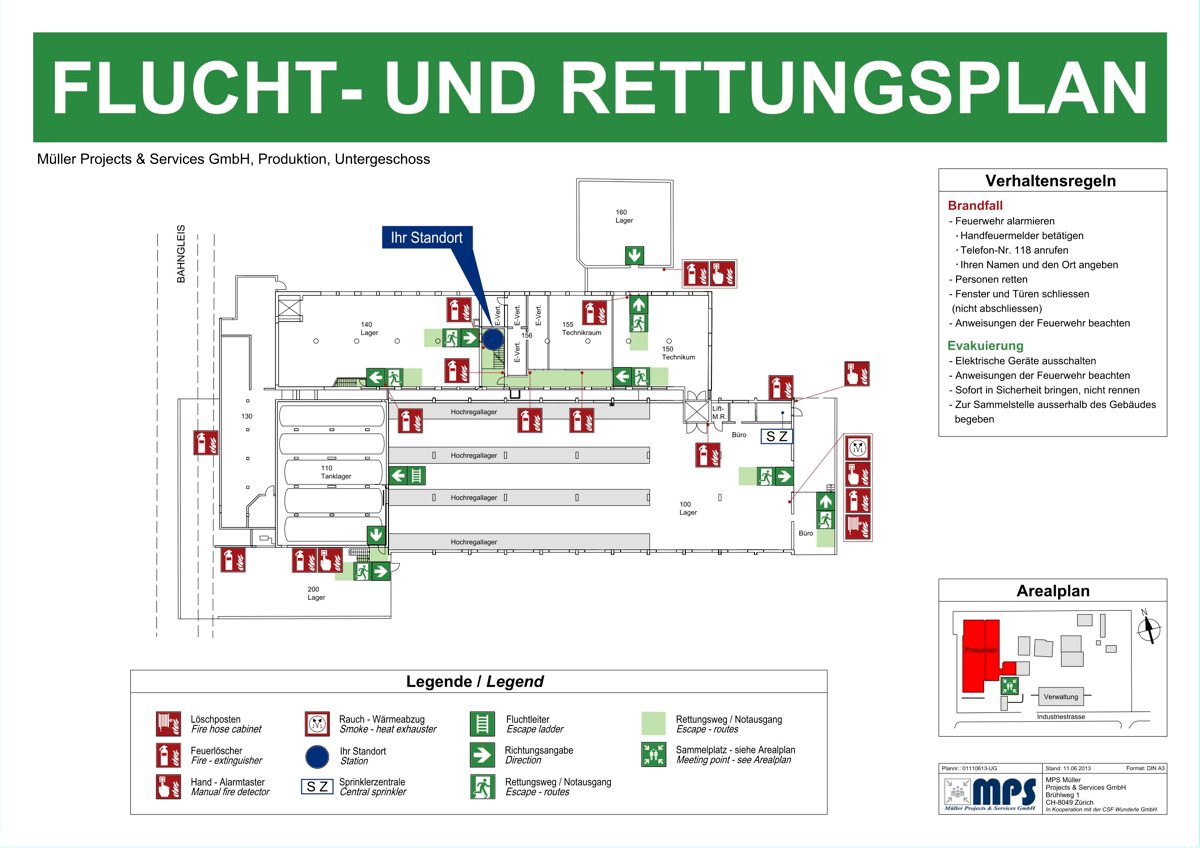 FLUCHT- UND RETTUNGSPLAN
Müller Projects & Services GmbH, Produktion, Untergeschoss
BAHNGLEIS
Ihr Standort
160
Lager
140
Lager
E-Vert.
E-Vert.
E-Vert.
E-Vert.
156
155
Technikraum
150
Technikum
130
110
Tanklager
Hochregallager
Hochregallager
Hochregallager
Hochregallager
Lift-
M.R.
Büro
S Z
100
Lager
Büro
200
Lager
Verhaltensregeln
Brandfall
- Feuerwehr alarmieren
· Handfeuermelder betätigen
· Telefon-Nr. 118 anrufen
· Ihren Namen und den Ort angeben
- Personen retten
- Fenster und Türen schliessen
(nicht abschliessen)
- Anweisungen der Feuerwehr beachten
Evakuierung
- Elektrische Geräte ausschalten
- Anweisungen der Feuerwehr beachten
- Sofort in Sicherheit bringen, nicht rennen
- Zur Sammelstelle ausserhalb des Gebäudes
begeben
Arealplan
N
Produktion
Verwaltung
Industriestrasse
Legende / Legend
Löschposten
Fire hose cabinet
Feuerlöscher
Fire - extinguisher
Hand - Alarmtaster
Manual fire detector
Rauch - Wärmeabzug
Smoke - heat exhauster
Ihr Standort
Station
S Z
Sprinklerzentrale
Central sprinkler
Fluchtleiter
Escape ladder
Richtungsangabe
Direction
Rettungsweg / Notausgang
Escape - routes
Rettungsweg / Notausgang
Escape - routes
Sammelplatz - siehe Arealplan
Meeting point - see Arealplan
Plannr.: 01110613-UG
Stand: 11.06.2013
Format: DIN A3
MPS
Müller Projects & Services GmbH
MPS Müller
Projects & Services GmbH
Brühlweg 1
CH-8049 Zürich
In Kooperation mit der CSF Wunderle GmbH